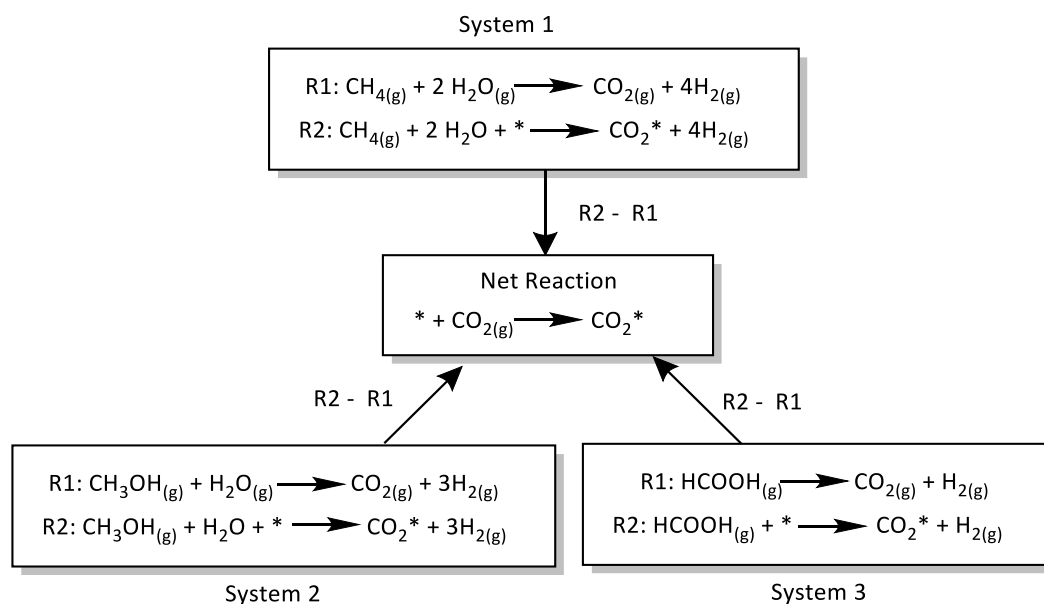 System 1
R1: CH4(g) + 2 H2O(g) → CO2(g) + 4H2(g)
R2: CH4(g) + 2 H2O + * → CO2* + 4H2(g)
R2 - R1
Net Reaction
* + CO2(g) → CO2*
R2 - R1
R2 - R1
R1: CH3OH(g) + H2O(g) → CO2(g) + 3H2(g)
R2: CH3OH(g) + H2O + * → CO2* + 3H2(g)
System 2
R1: HCOOH(g) → CO2(g) + H2(g)
R2: HCOOH(g) + * → CO2* + H2(g)
System 3